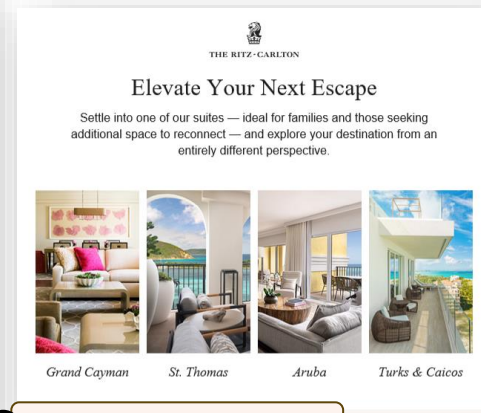 THE RITZ-CARLTON
Elevate Your Next Escape
Settle into one of our suites — ideal for families and those seeking
additional space to reconnect — and explore your destination from an
entirely different perspective.
Grand Cayman
St. Thomas
Aruba
Turks & Caicos